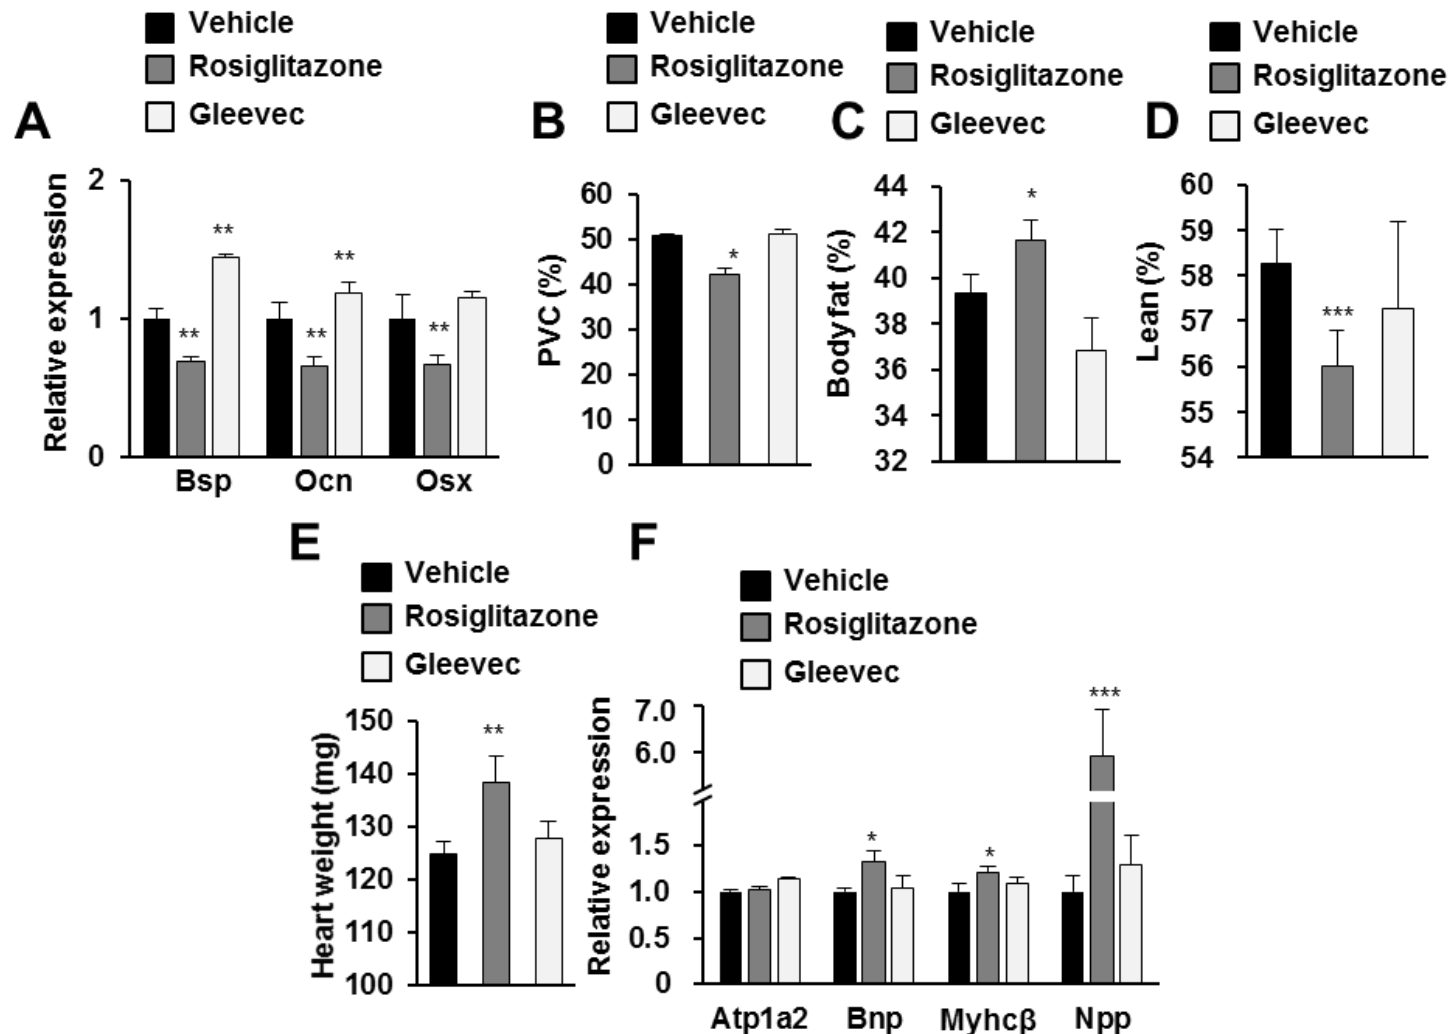 A
Vehicle
Rosiglitazone
Gleevec
Relative expression
2
1
0
**
**
**
**
**
Bsp Ocn Osx
B
Vehicle
Rosiglitazone
Gleevec
PVC (%)
60
50
40
30
20
10
0
*
C
Vehicle
Rosiglitazone
Gleevec
Body fat (%)
44
42
40
38
36
34
32
*
D
Vehicle
Rosiglitazone
Gleevec
Lean (%)
60
59
58
57
56
55
54
***
E
Vehicle
Rosiglitazone
Gleevec
Heart weight (mg)
150
140
130
120
110
100
**
F
Vehicle
Rosiglitazone
Gleevec
Relative expression
7.0
6.0
1.5
1.0
0.5
0
*
*
***
Atp1a2 Bnp Myhcβ Npp